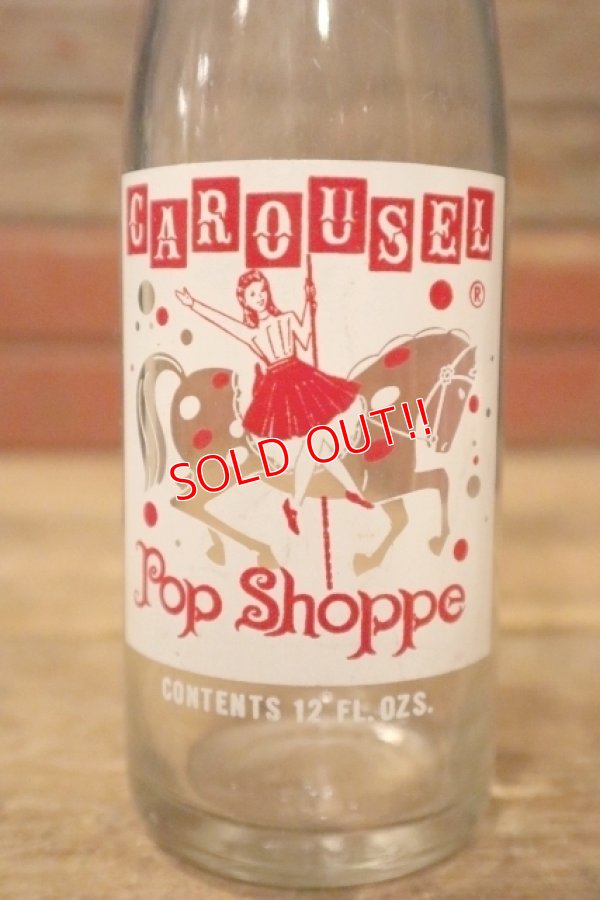 CAROUSEL
®
SOLD OUT!!
Pop Shoppe
CONTENTS 12 FL. OZS.